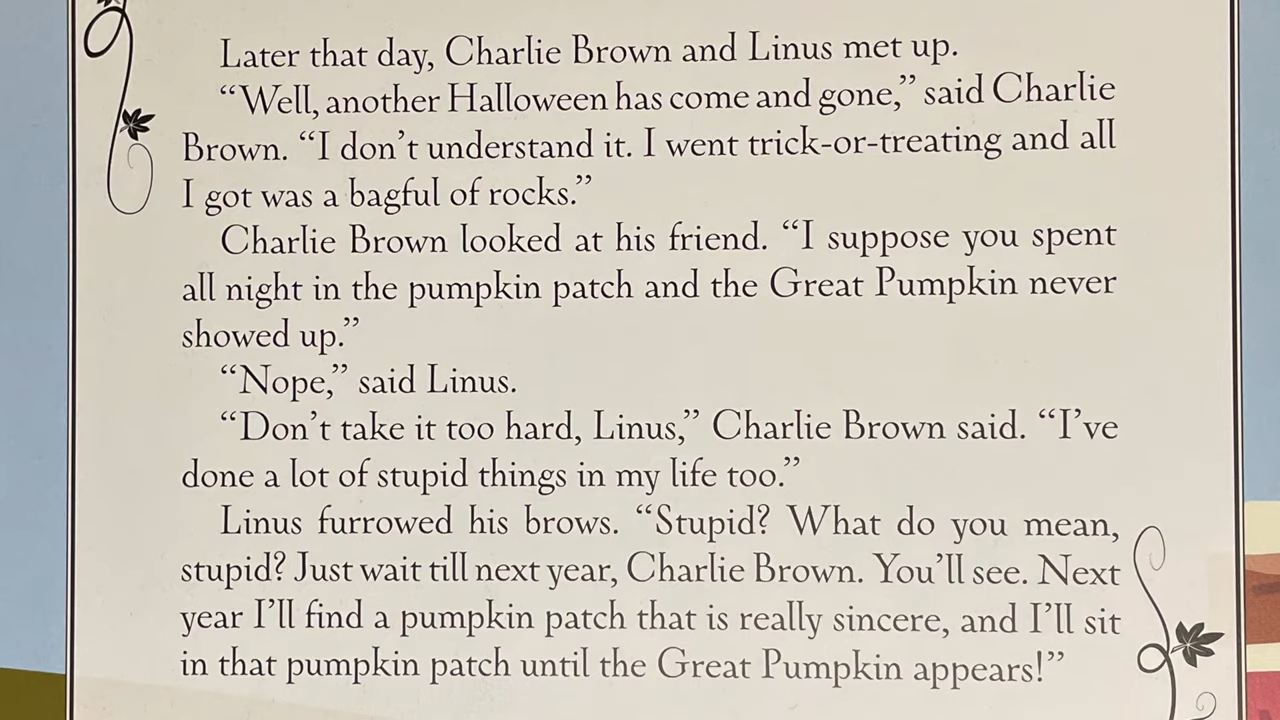 Later that day, Charlie Brown and Linus met up.
“Well, another Halloween has come and gone,” said Charlie
Brown. “I don’t understand it. I went trick-or-treating and all
I got was a bagful of rocks.”
Charlie Brown looked at his friend. “I suppose you spent
all night in the pumpkin patch and the Great Pumpkin never
showed up.”
“Nope,” said Linus.
“Don’t take it too hard, Linus,” Charlie Brown said. “I’ve
done a lot of stupid things in my life too.”
Linus furrowed his brows. “Stupid? What do you mean,
stupid? Just wait till next year, Charlie Brown. You’ll see. Next
year I’ll find a pumpkin patch that is really sincere, and I’ll sit
in that pumpkin patch until the Great Pumpkin appears!”